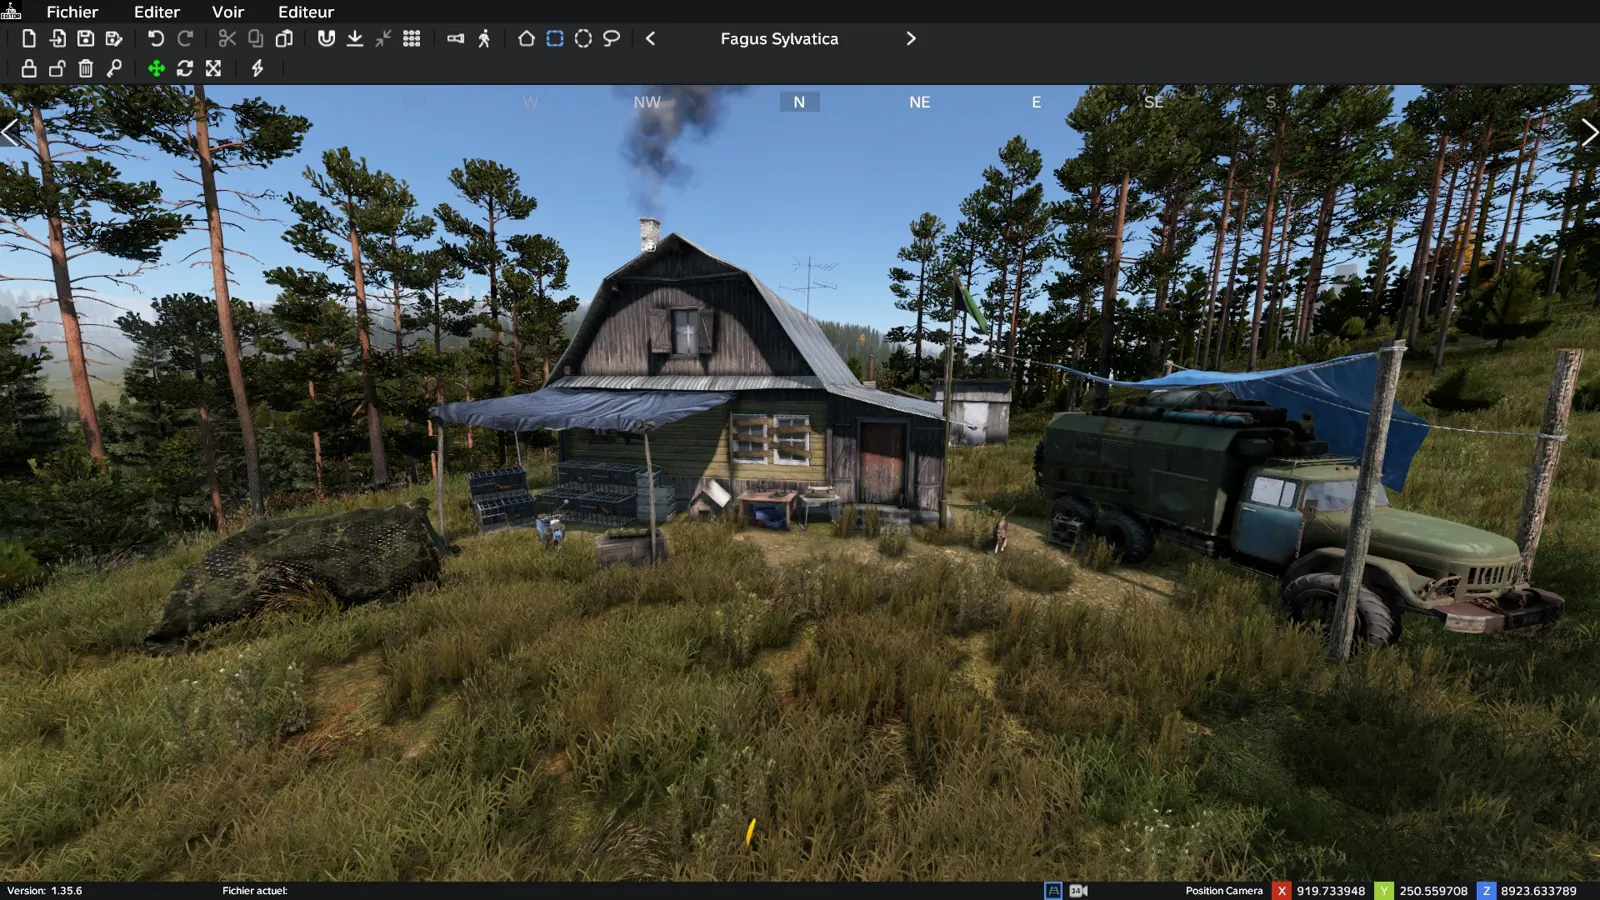 Fichier Editer Voir Editeur
Fagus Sylvatica
W NW N NE E SE S
Version: 1.35.6 Fichier actuel: Position Camera X 919.733948 Y 250.559708 Z 8923.633789